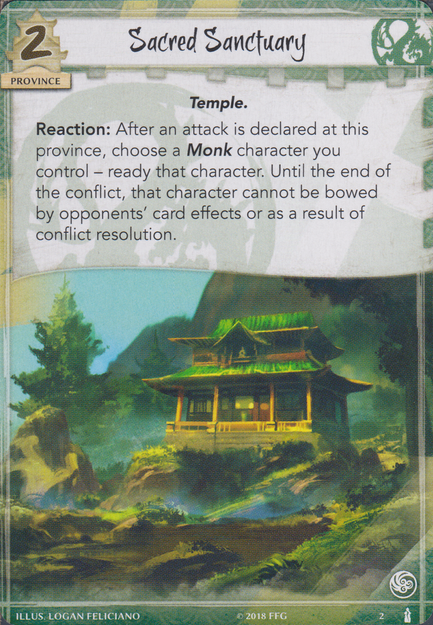 2
Sacred Sanctuary
PROVINCE
Temple.
Reaction: After an attack is declared at this
province, choose a Monk character you
control – ready that character. Until the end of
the conflict, that character cannot be bowed
by opponents’ card effects or as a result of
conflict resolution.
ILLUS. LOGAN FELICIANO © 2018 FFG 2